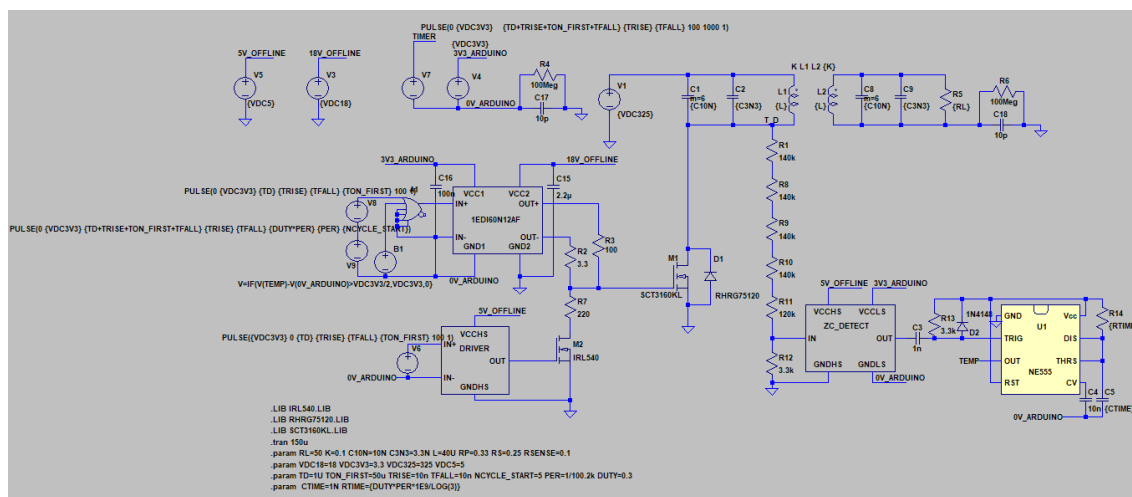 PULSE(0 {VDC3V3} {TD+TRISE+TON_FIRST+TFALL} {TRISE} {TFALL} 100 1000 1)
TIMER
{VDC3V3}
5V_OFFLINE
18V_OFFLINE
3V3_ARDUINO
V5
{VDC5}
V3
{VDC18}
V7
V4
R4
100Meg
0V_ARDUINO
C17
10p
V1
{VDC325}
K L1 L2 {K}
C1
m=6
{C10N}
C2
{C3N3}
L1
{L}
L2
{L}
C8
m=6
{C10N}
C9
{C3N3}
R5
{RL}
R6
100Meg
C18
10p
T_D
R1
140k
R8
140k
R9
140k
R10
140k
R11
120k
R12
3.3k
3V3_ARDUINO
18V_OFFLINE
C16
100n
C15
2.2µ
VCC1
VCC2
IN+
OUT+
1EDI60N12AF
IN-
OUT-
GND1
GND2
PULSE(0 {VDC3V3} {TD} {TRISE} {TFALL} {TON_FIRST} 100 1)
V8
PULSE(0 {VDC3V3} {TD+TRISE+TON_FIRST+TFALL} {TRISE} {TFALL} {DUTY*PER} {PER} {NCYCLE_START})
V9
B1
V=IF(V(TEMP)-V(0V_ARDUINO)>VDC3V3/2,VDC3V3,0)
0V_ARDUINO
R2
3.3
R3
100
R7
220
M1
SCT3160KL
D1
RHRG75120
5V_OFFLINE
PULSE({VDC3V3} 0 {TD} {TRISE} {TFALL} {TON_FIRST} 100 1)
V6
0V_ARDUINO
VCCHS
IN+
DRIVER
OUT
IN-
GNDHS
M2
IRL540
5V_OFFLINE
3V3_ARDUINO
VCCHS
VCCLS
ZC_DETECT
IN
OUT
GNDHS
GNDLS
0V_ARDUINO
C3
1n
R13
3.3k
1N4148
D2
U1
GND
Vcc
TRIG
DIS
OUT
THRS
RST
CV
NE555
TEMP
R14
{RTIME}
C4
10n
C5
{CTIME}
0V_ARDUINO
.LIB IRL540.LIB
.LIB RHRG75120.LIB
.LIB SCT3160KL.LIB
.tran 150u
.param RL=50 K=0.1 C10N=10N C3N3=3.3N L=40U RP=0.33 RS=0.25 RSENSE=0.1
.param VDC18=18 VDC3V3=3.3 VDC325=325 VDC5=5
.param TD=1U TON_FIRST=50u TRISE=10n TFALL=10n NCYCLE_START=5 PER=1/100.2k DUTY=0.3
.param CTIME=1N RTIME={DUTY*PER*1E9/LOG(3)}